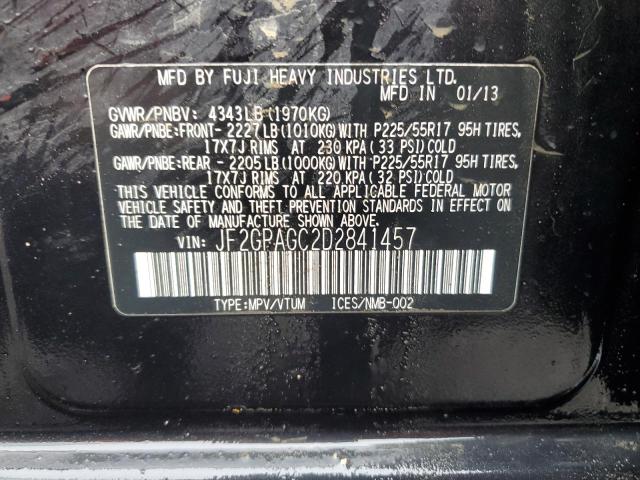 MFD BY FUJI HEAVY INDUSTRIES LTD.
MFD IN 01/13
GVWR/PNBV: 4343LB(1970KG)
GAWR/PNBE:FRONT- 2227LB(1010KG)WITH P225/55R17 95H TIRES,
17X7J RIMS AT 230 KPA( 33 PSI)COLD
GAWR/PNBE:REAR - 2205LB(1000KG)WITH P225/55R17 95H TIRES,
17X7J RIMS AT 220 KPA( 32 PSI)COLD
THIS VEHICLE CONFORMS TO ALL APPLICABLE FEDERAL MOTOR
VEHICLE SAFETY AND THEFT PREVENTION STANDARDS IN EFFECT ON
THE DATE OF MANUFACTURE SHOWN ABOVE.
VIN: JF2GPAGC2D2841457
TYPE:MPV/VTUM ICES/NMB-002